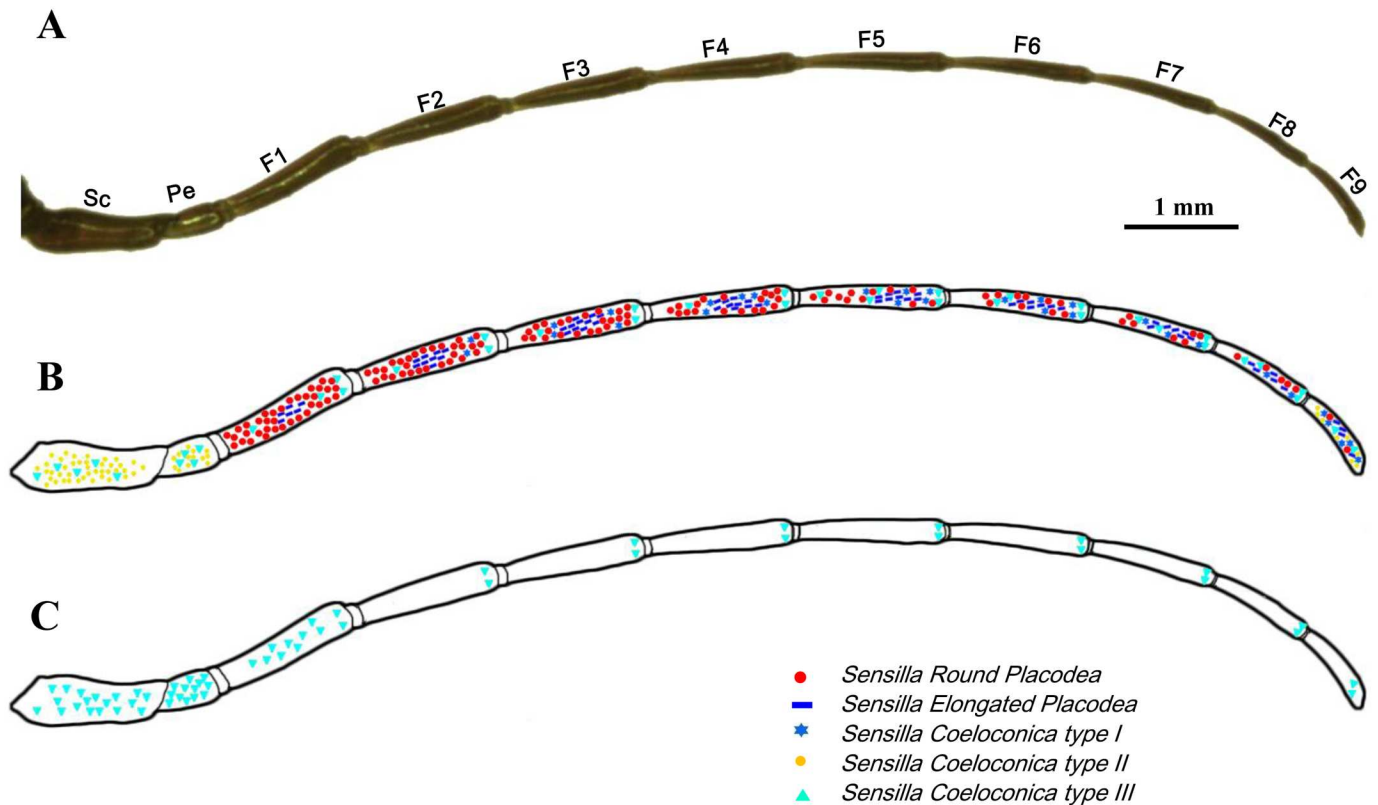 A
Sc
Pe
F1
F2
F3
F4
F5
F6
F7
F8
F9
1 mm
B
C
Sensilla Round Placodea
Sensilla Elongated Placodea
Sensilla Coeloconica type I
Sensilla Coeloconica type II
Sensilla Coeloconica type III